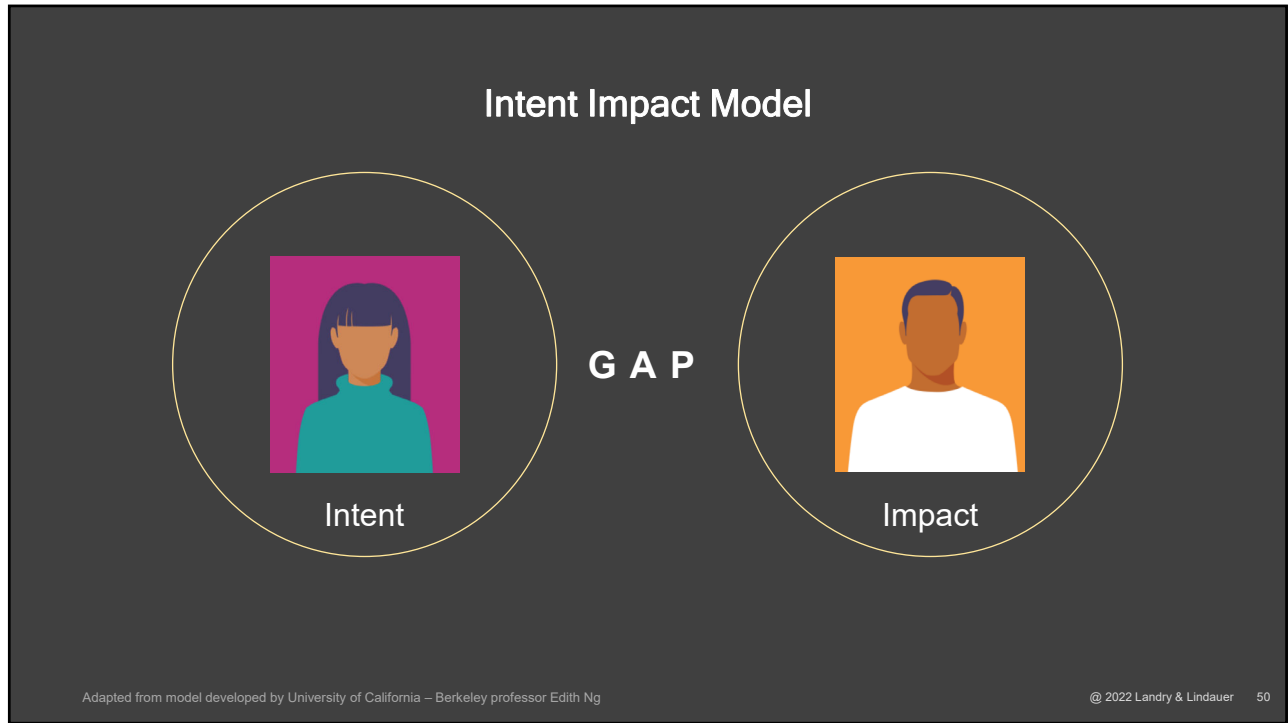 Intent Impact Model
G A P
Intent
Impact
Adapted from model developed by University of California – Berkeley professor Edith Ng
@ 2022 Landry & Lindauer 50